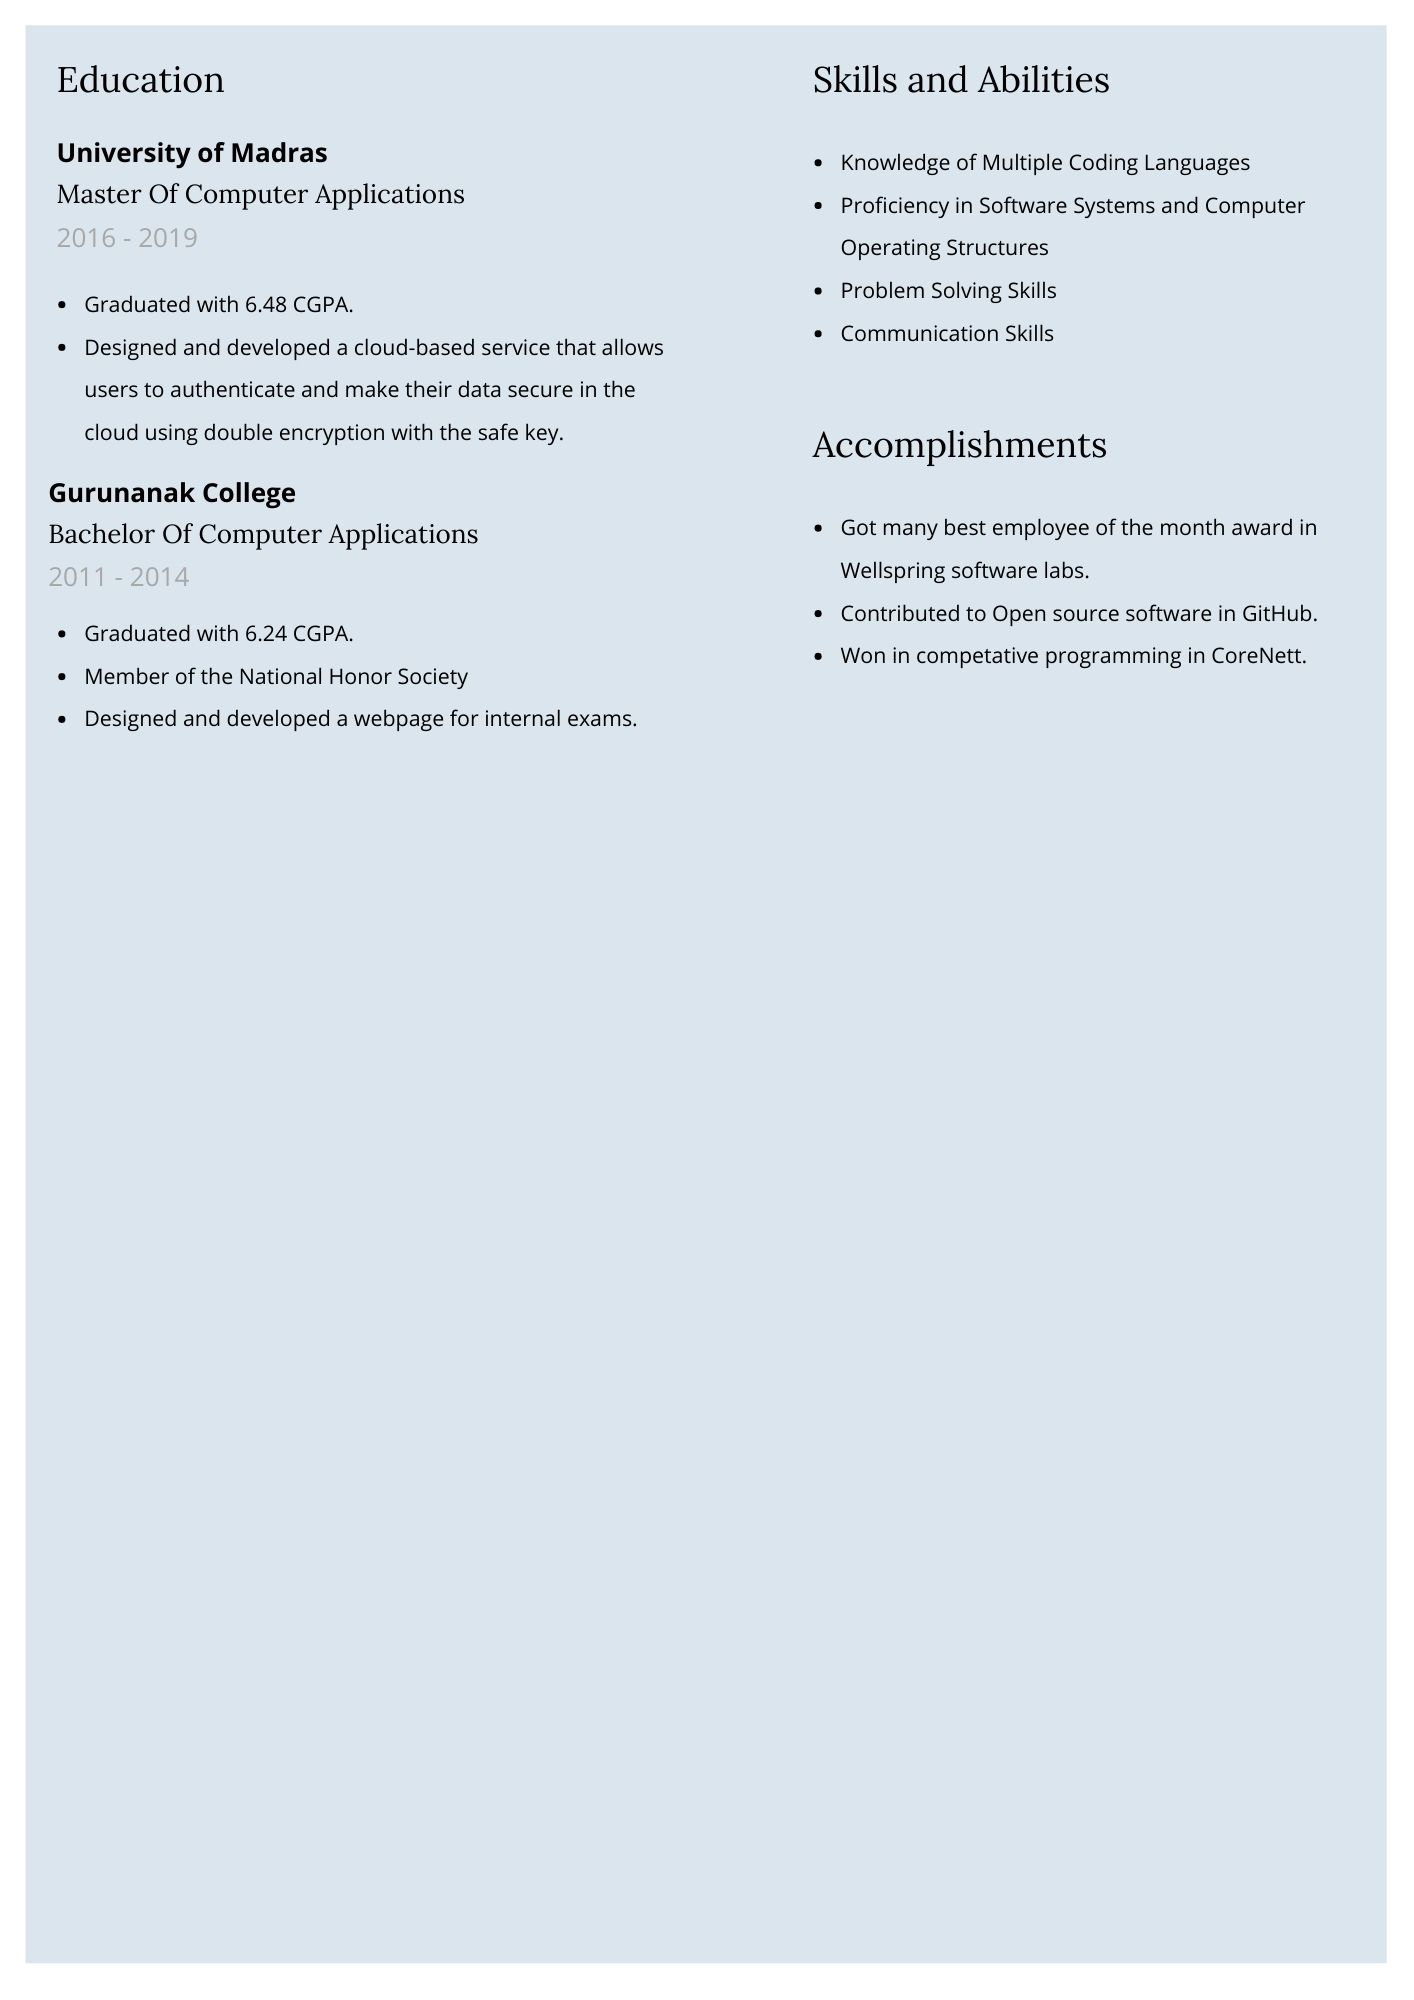 Education
University of Madras
Master Of Computer Applications
2016 - 2019
• Graduated with 6.48 CGPA.
• Designed and developed a cloud-based service that allows
users to authenticate and make their data secure in the
cloud using double encryption with the safe key.
Gurunanak College
Bachelor Of Computer Applications
2011 - 2014
• Graduated with 6.24 CGPA.
• Member of the National Honor Society
• Designed and developed a webpage for internal exams.
Skills and Abilities
• Knowledge of Multiple Coding Languages
• Proficiency in Software Systems and Computer
Operating Structures
• Problem Solving Skills
• Communication Skills
Accomplishments
• Got many best employee of the month award in
Wellspring software labs.
• Contributed to Open source software in GitHub.
• Won in competative programming in CoreNett.